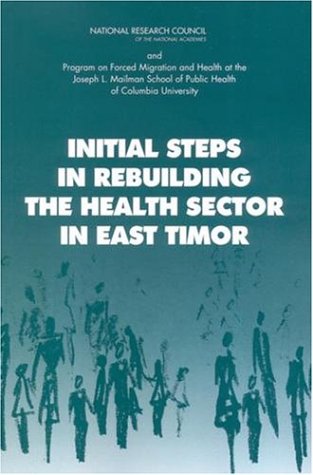 NATIONAL RESEARCH COUNCIL
OF THE NATIONAL ACADEMIES
and
Program on Forced Migration and Health at the
Joseph L. Mailman School of Public Health
of Columbia University
INITIAL STEPS
IN REBUILDING
THE HEALTH SECTOR
IN EAST TIMOR